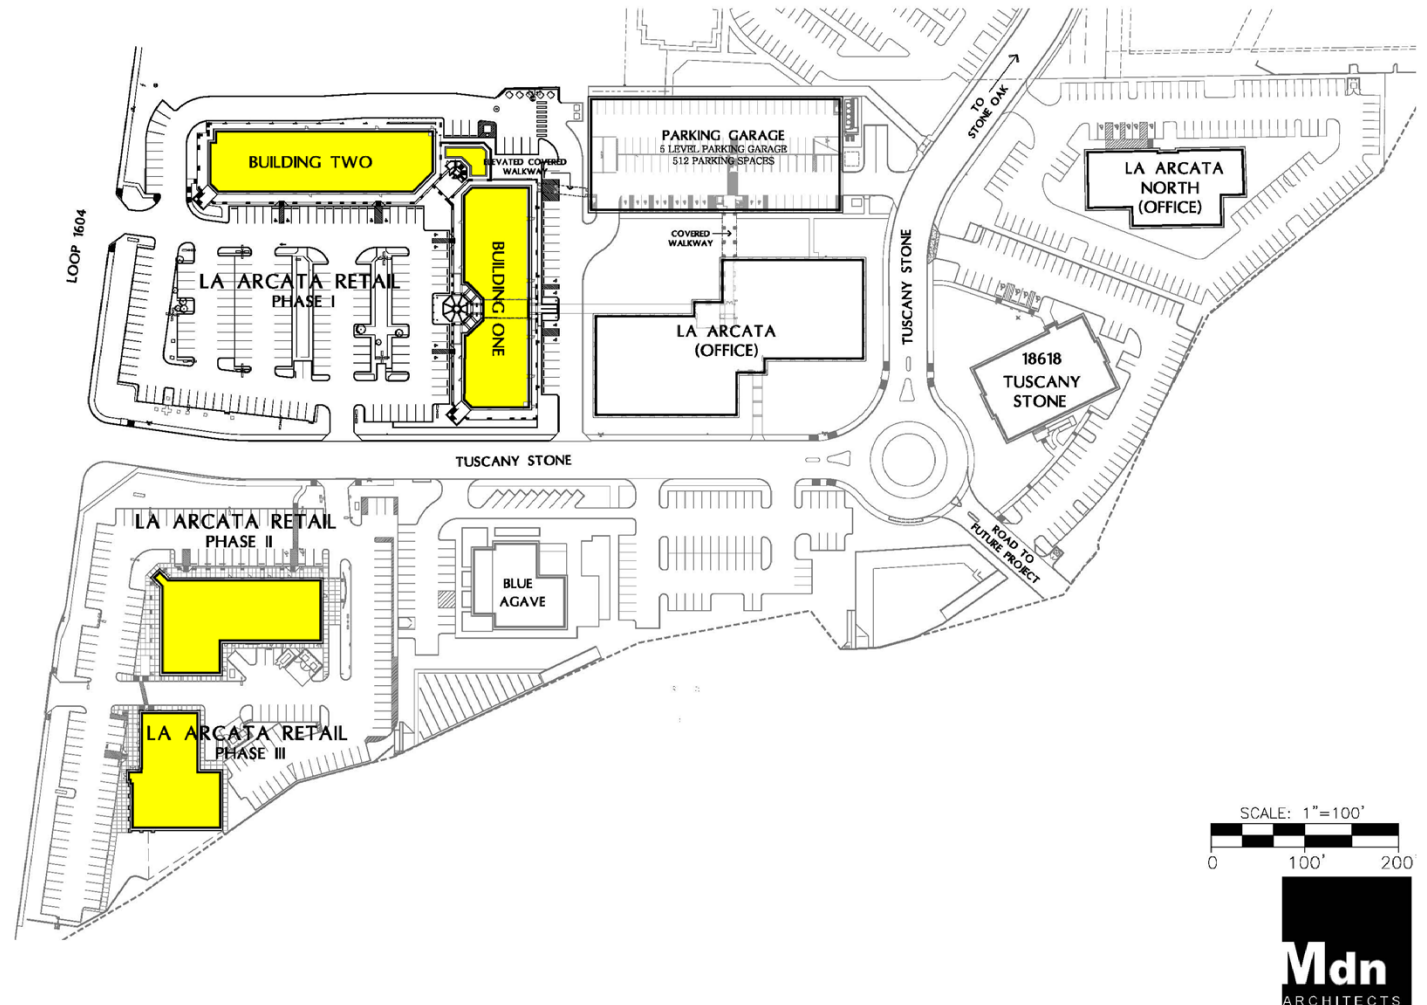 TO
STONE OAK
PARKING GARAGE
5 LEVEL PARKING GARAGE
512 PARKING SPACES
BUILDING TWO
ELEVATED COVERED
WALKWAY
LA ARCATA
NORTH
(OFFICE)
LOOP 1604
COVERED
WALKWAY
TUSCANY STONE
LA ARCATA RETAIL
PHASE I
BUILDING ONE
LA ARCATA
(OFFICE)
18618
TUSCANY
STONE
TUSCANY STONE
LA ARCATA RETAIL
PHASE II
ROAD TO
FUTURE PROJECT
BLUE
AGAVE
LA ARCATA RETAIL
PHASE III
SCALE: 1"=100'
0 100' 200'
Mdn
ARCHITECTS